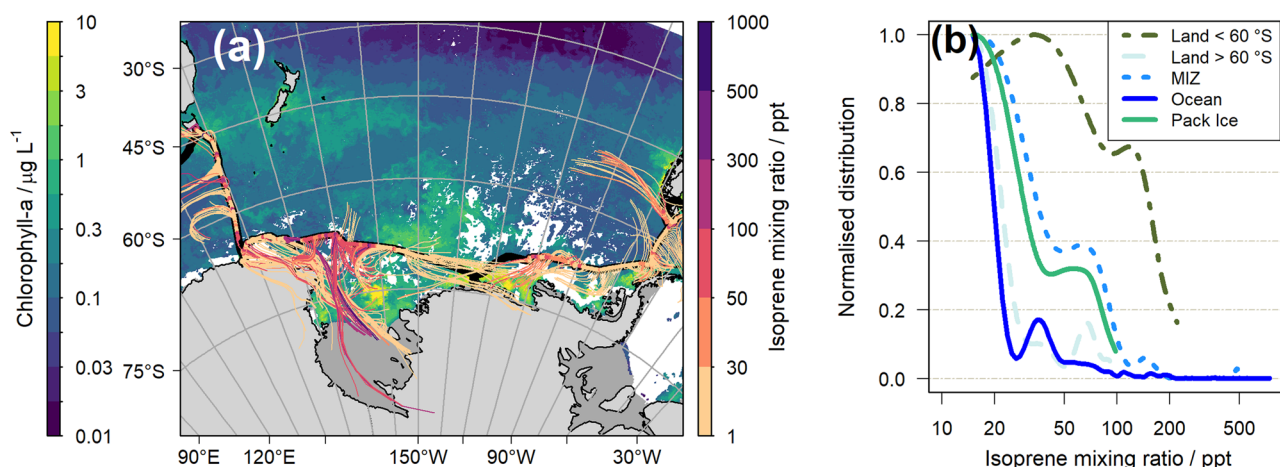 Chlorophyll-a / µg L⁻¹
10
3
1
0.3
0.1
0.03
0.01
(a)
30°S
45°S
60°S
75°S
90°E
120°E
150°W
90°W
30°W
Isoprene mixing ratio / ppt
1000
500
300
100
50
30
1
(b)
Normalised distribution
1.0
0.8
0.6
0.4
0.2
0.0
Land < 60 °S
Land > 60 °S
MIZ
Ocean
Pack Ice
10
20
50
100
200
500
Isoprene mixing ratio / ppt